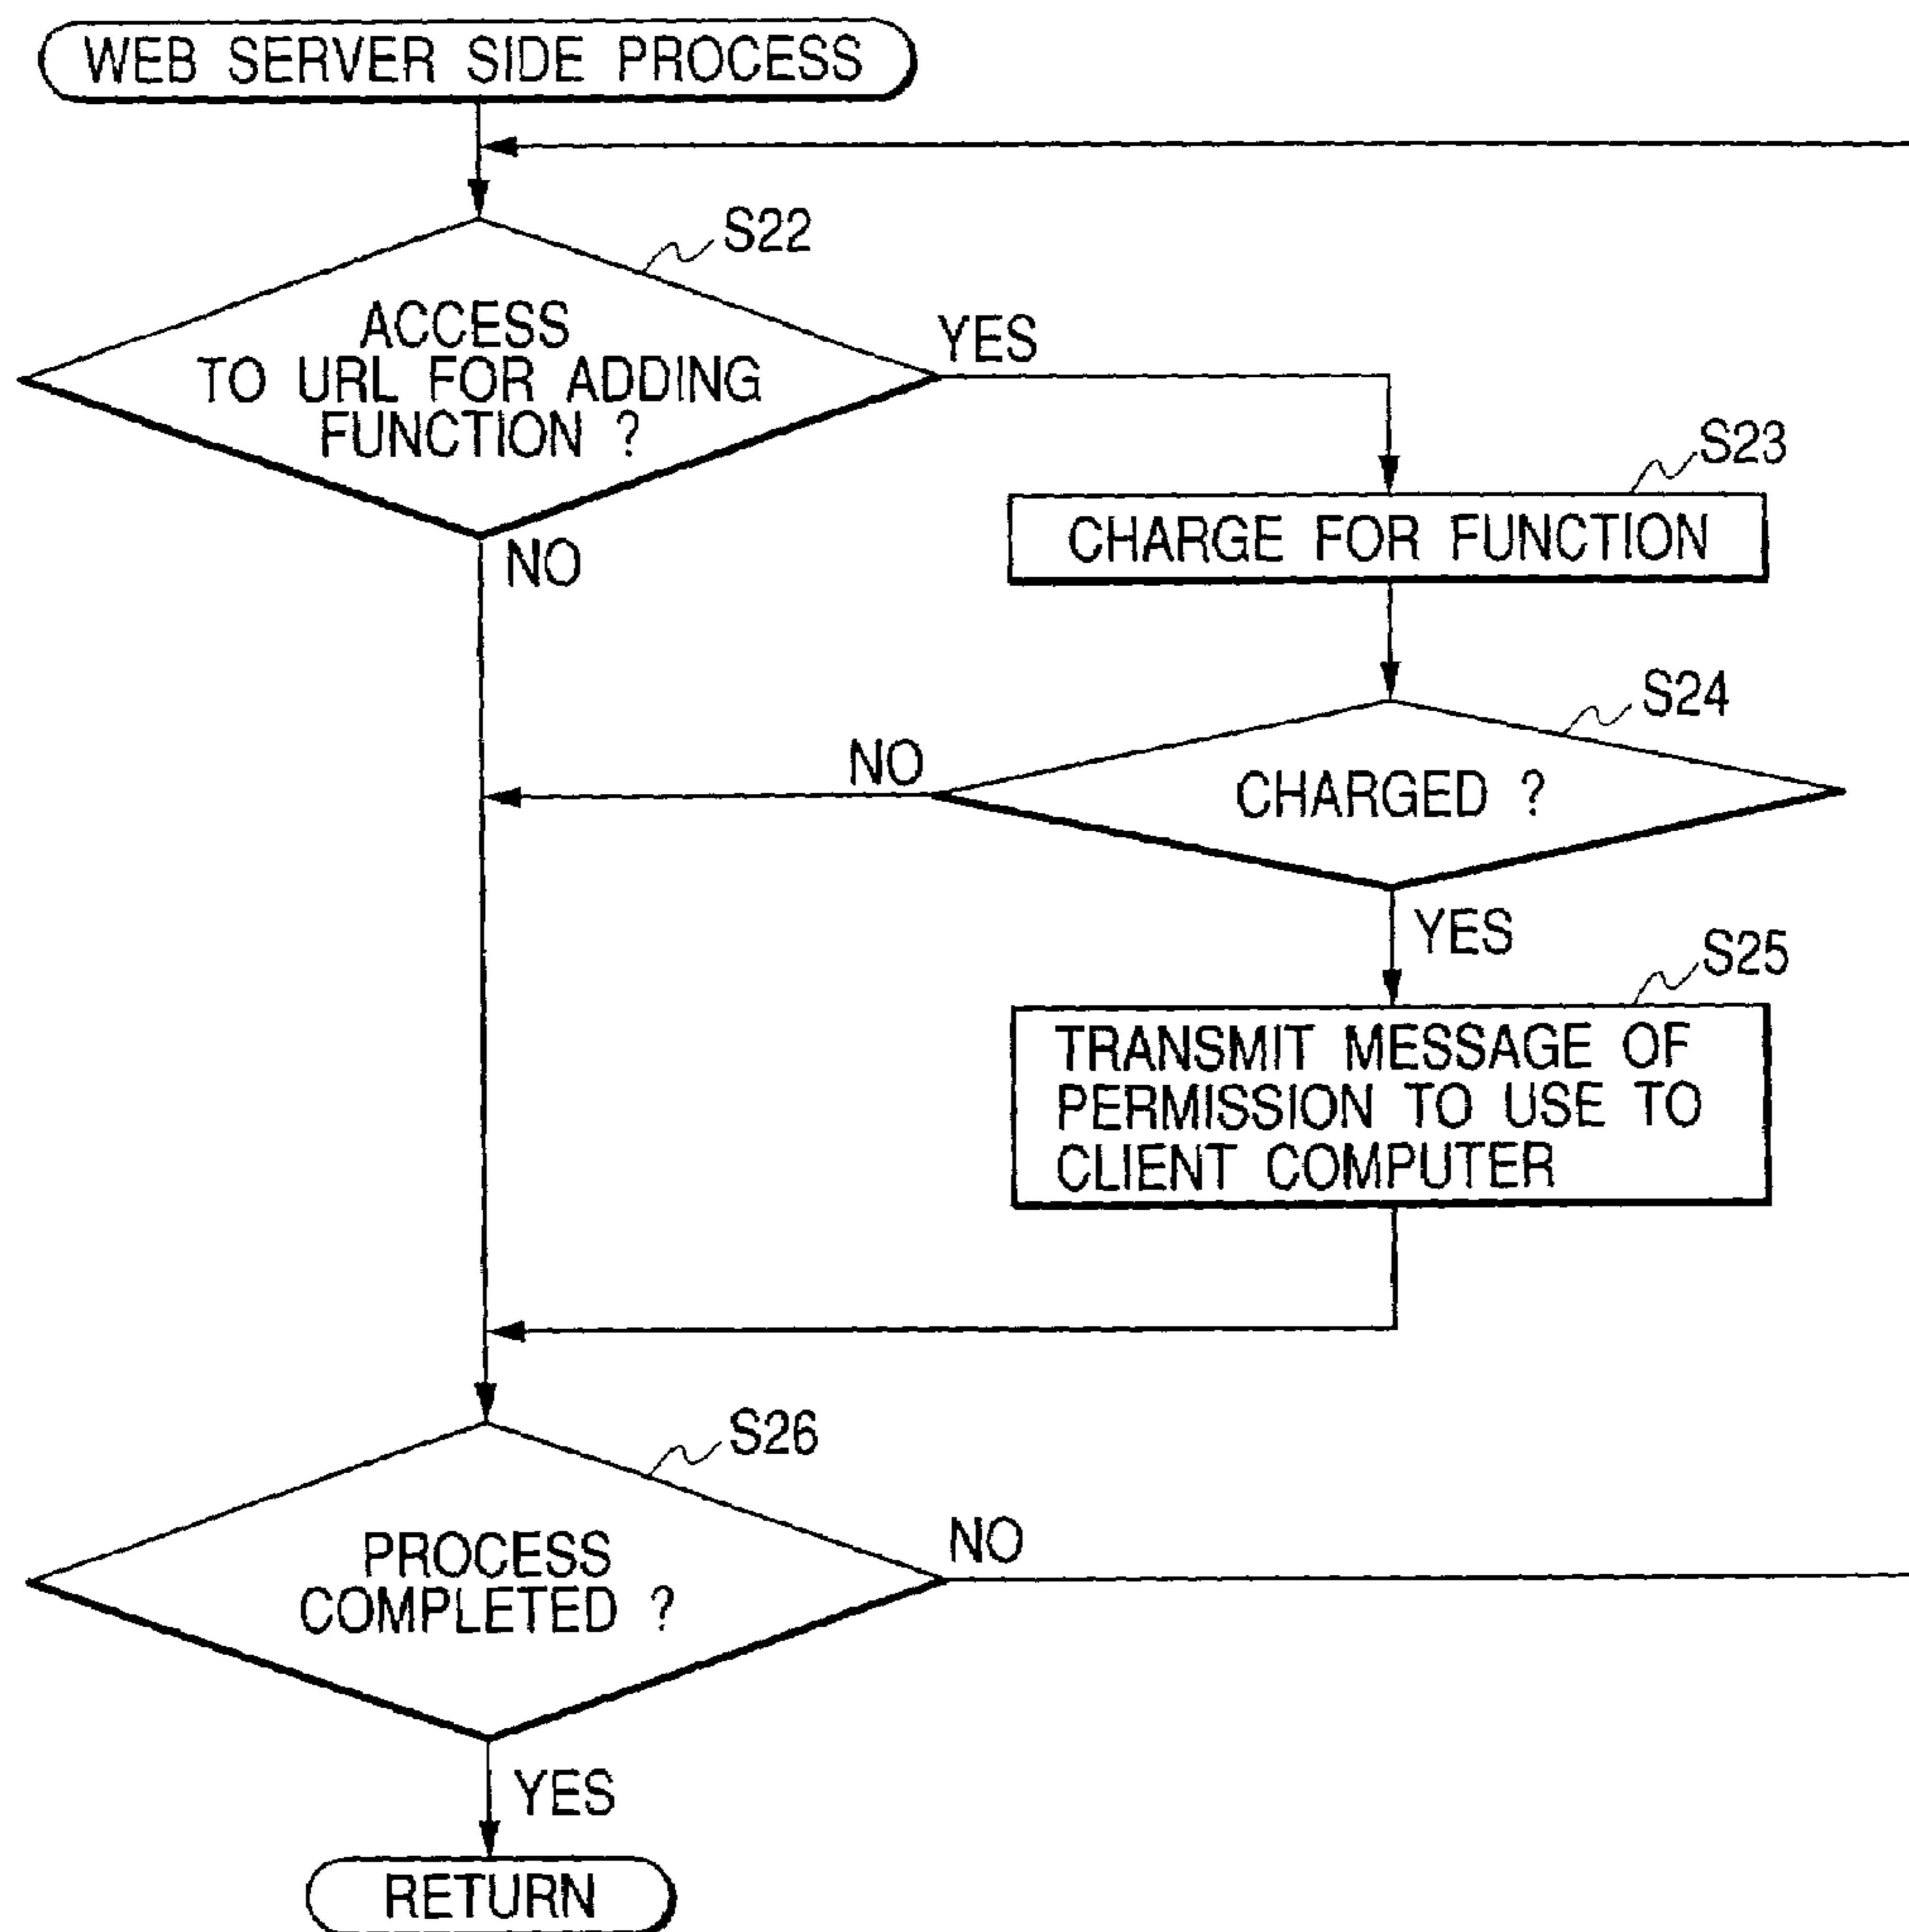 WEB SERVER SIDE PROCESS
S22
ACCESS
TO URL FOR ADDING
FUNCTION ?
YES
NO
S23
CHARGE FOR FUNCTION
S24
NO
CHARGED ?
YES
S25
TRANSMIT MESSAGE OF
PERMISSION TO USE TO
CLIENT COMPUTER
S26
PROCESS
COMPLETED ?
NO
YES
RETURN